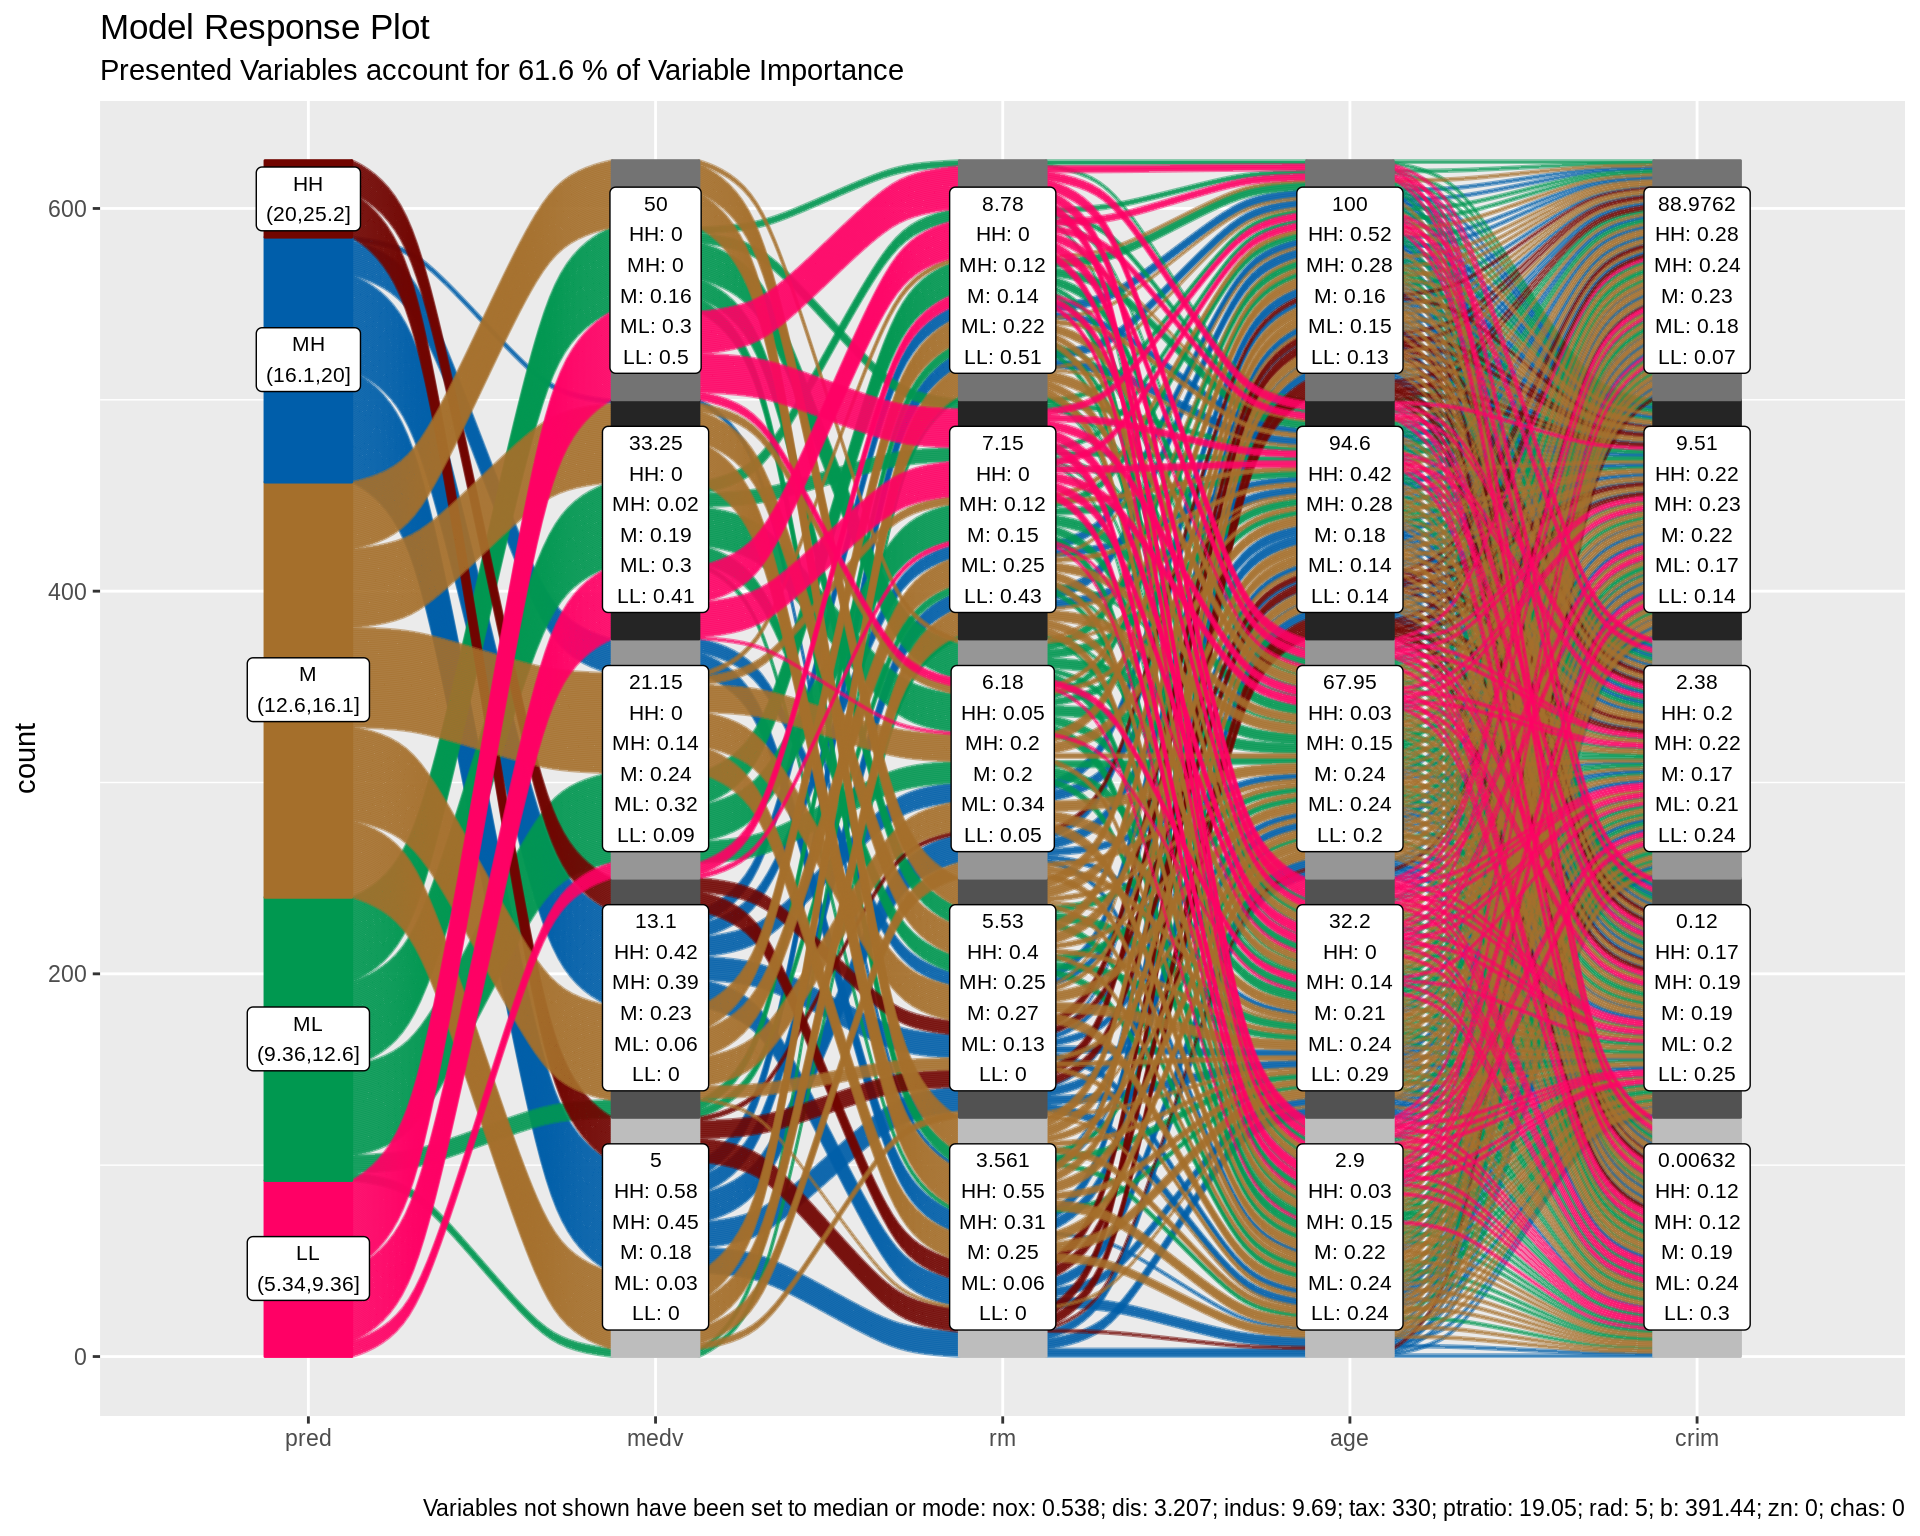 Model Response Plot
Presented Variables account for 61.6 % of Variable Importance
count
600
400
200
0
HH
(20,25.2]
MH
(16.1,20]
M
(12.6,16.1]
ML
(9.36,12.6]
LL
(5.34,9.36]
50
HH: 0
MH: 0
M: 0.16
ML: 0.3
LL: 0.5
33.25
HH: 0
MH: 0.02
M: 0.19
ML: 0.3
LL: 0.41
21.15
HH: 0
MH: 0.14
M: 0.24
ML: 0.32
LL: 0.09
13.1
HH: 0.42
MH: 0.39
M: 0.23
ML: 0.06
LL: 0
5
HH: 0.58
MH: 0.45
M: 0.18
ML: 0.03
LL: 0
8.78
HH: 0
MH: 0.12
M: 0.14
ML: 0.22
LL: 0.51
7.15
HH: 0
MH: 0.12
M: 0.15
ML: 0.25
LL: 0.43
6.18
HH: 0.05
MH: 0.2
M: 0.2
ML: 0.34
LL: 0.05
5.53
HH: 0.4
MH: 0.25
M: 0.27
ML: 0.13
LL: 0
3.561
HH: 0.55
MH: 0.31
M: 0.25
ML: 0.06
LL: 0
100
HH: 0.52
MH: 0.28
M: 0.16
ML: 0.15
LL: 0.13
94.6
HH: 0.42
MH: 0.28
M: 0.18
ML: 0.14
LL: 0.14
67.95
HH: 0.03
MH: 0.15
M: 0.24
ML: 0.24
LL: 0.2
32.2
HH: 0
MH: 0.14
M: 0.21
ML: 0.24
LL: 0.29
2.9
HH: 0.03
MH: 0.15
M: 0.22
ML: 0.24
LL: 0.24
88.9762
HH: 0.28
MH: 0.24
M: 0.23
ML: 0.18
LL: 0.07
9.51
HH: 0.22
MH: 0.23
M: 0.22
ML: 0.17
LL: 0.14
2.38
HH: 0.2
MH: 0.22
M: 0.17
ML: 0.21
LL: 0.24
0.12
HH: 0.17
MH: 0.19
M: 0.19
ML: 0.2
LL: 0.25
0.00632
HH: 0.12
MH: 0.12
M: 0.19
ML: 0.24
LL: 0.3
pred
medv
rm
age
crim
Variables not shown have been set to median or mode: nox: 0.538; dis: 3.207; indus: 9.69; tax: 330; ptratio: 19.05; rad: 5; b: 391.44; zn: 0; chas: 0